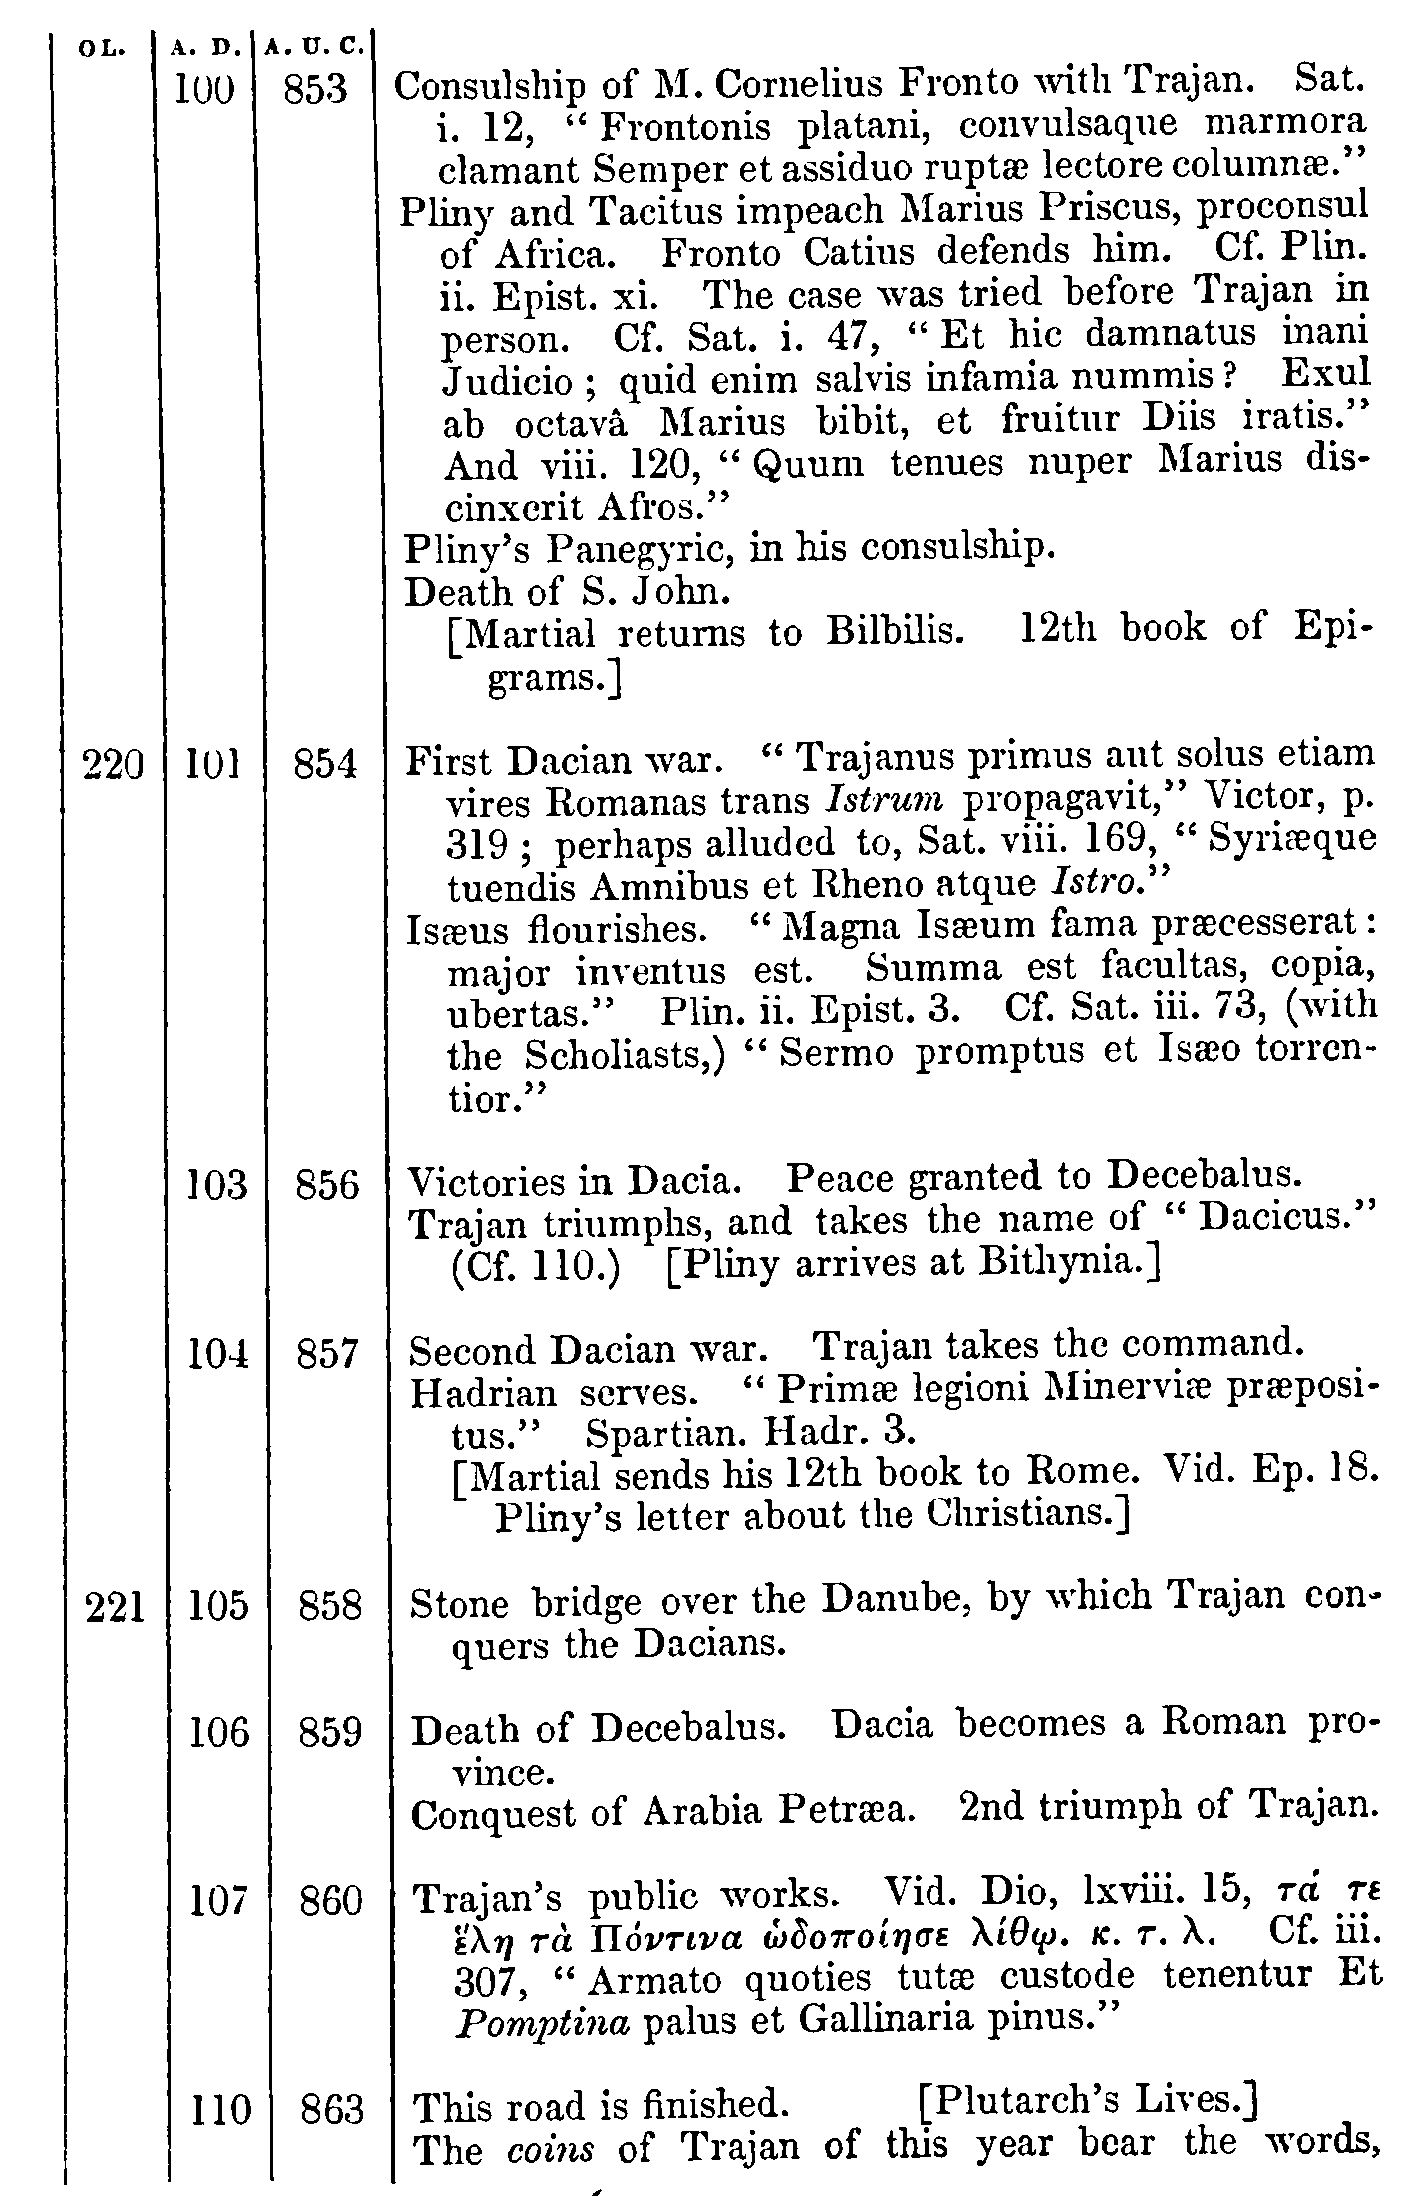 OL. A. D. A. U. C.
100 853 Consulship of M. Cornelius Fronto with Trajan. Sat.
i. 12, “ Frontonis platani, convulsaque marmora
clamant Semper et assiduo ruptæ lectore columnæ.”
Pliny and Tacitus impeach Marius Priscus, proconsul
of Africa. Fronto Catius defends him. Cf. Plin.
ii. Epist. xi. The case was tried before Trajan in
person. Cf. Sat. i. 47, “ Et hic damnatus inani
Judicio ; quid enim salvis infamia nummis ? Exul
ab octavâ Marius bibit, et fruitur Diis iratis.”
And viii. 120, “ Quum tenues nuper Marius dis-
cinxerit Afros.”
Pliny’s Panegyric, in his consulship.
Death of S. John.
[Martial returns to Bilbilis. 12th book of Epi-
grams.]
220 101 854 First Dacian war. “ Trajanus primus aut solus etiam
vires Romanas trans Istrum propagavit,” Victor, p.
319 ; perhaps alluded to, Sat. viii. 169, “ Syriæque
tuendis Amnibus et Rheno atque Istro.”
Isæus flourishes. “ Magna Isæum fama præcesserat :
major inventus est. Summa est facultas, copia,
ubertas.” Plin. ii. Epist. 3. Cf. Sat. iii. 73, (with
the Scholiasts,) “ Sermo promptus et Isæo torren-
tior.”
103 856 Victories in Dacia. Peace granted to Decebalus.
Trajan triumphs, and takes the name of “ Dacicus.”
(Cf. 110.) [Pliny arrives at Bithynia.]
104 857 Second Dacian war. Trajan takes the command.
Hadrian serves. “ Primæ legioni Minerviæ præposi-
tus.” Spartian. Hadr. 3.
[Martial sends his 12th book to Rome. Vid. Ep. 18.
Pliny’s letter about the Christians.]
221 105 858 Stone bridge over the Danube, by which Trajan con-
quers the Dacians.
106 859 Death of Decebalus. Dacia becomes a Roman pro-
vince.
Conquest of Arabia Petræa. 2nd triumph of Trajan.
107 860 Trajan’s public works. Vid. Dio, lxviii. 15, τά τε
ἕλη τὰ Πόντινα ὡδοποίησε λίθῳ. κ. τ. λ. Cf. iii.
307, “ Armato quoties tutæ custode tenentur Et
Pomptina palus et Gallinaria pinus.”
110 863 This road is finished. [Plutarch’s Lives.]
The coins of Trajan of this year bear the words,